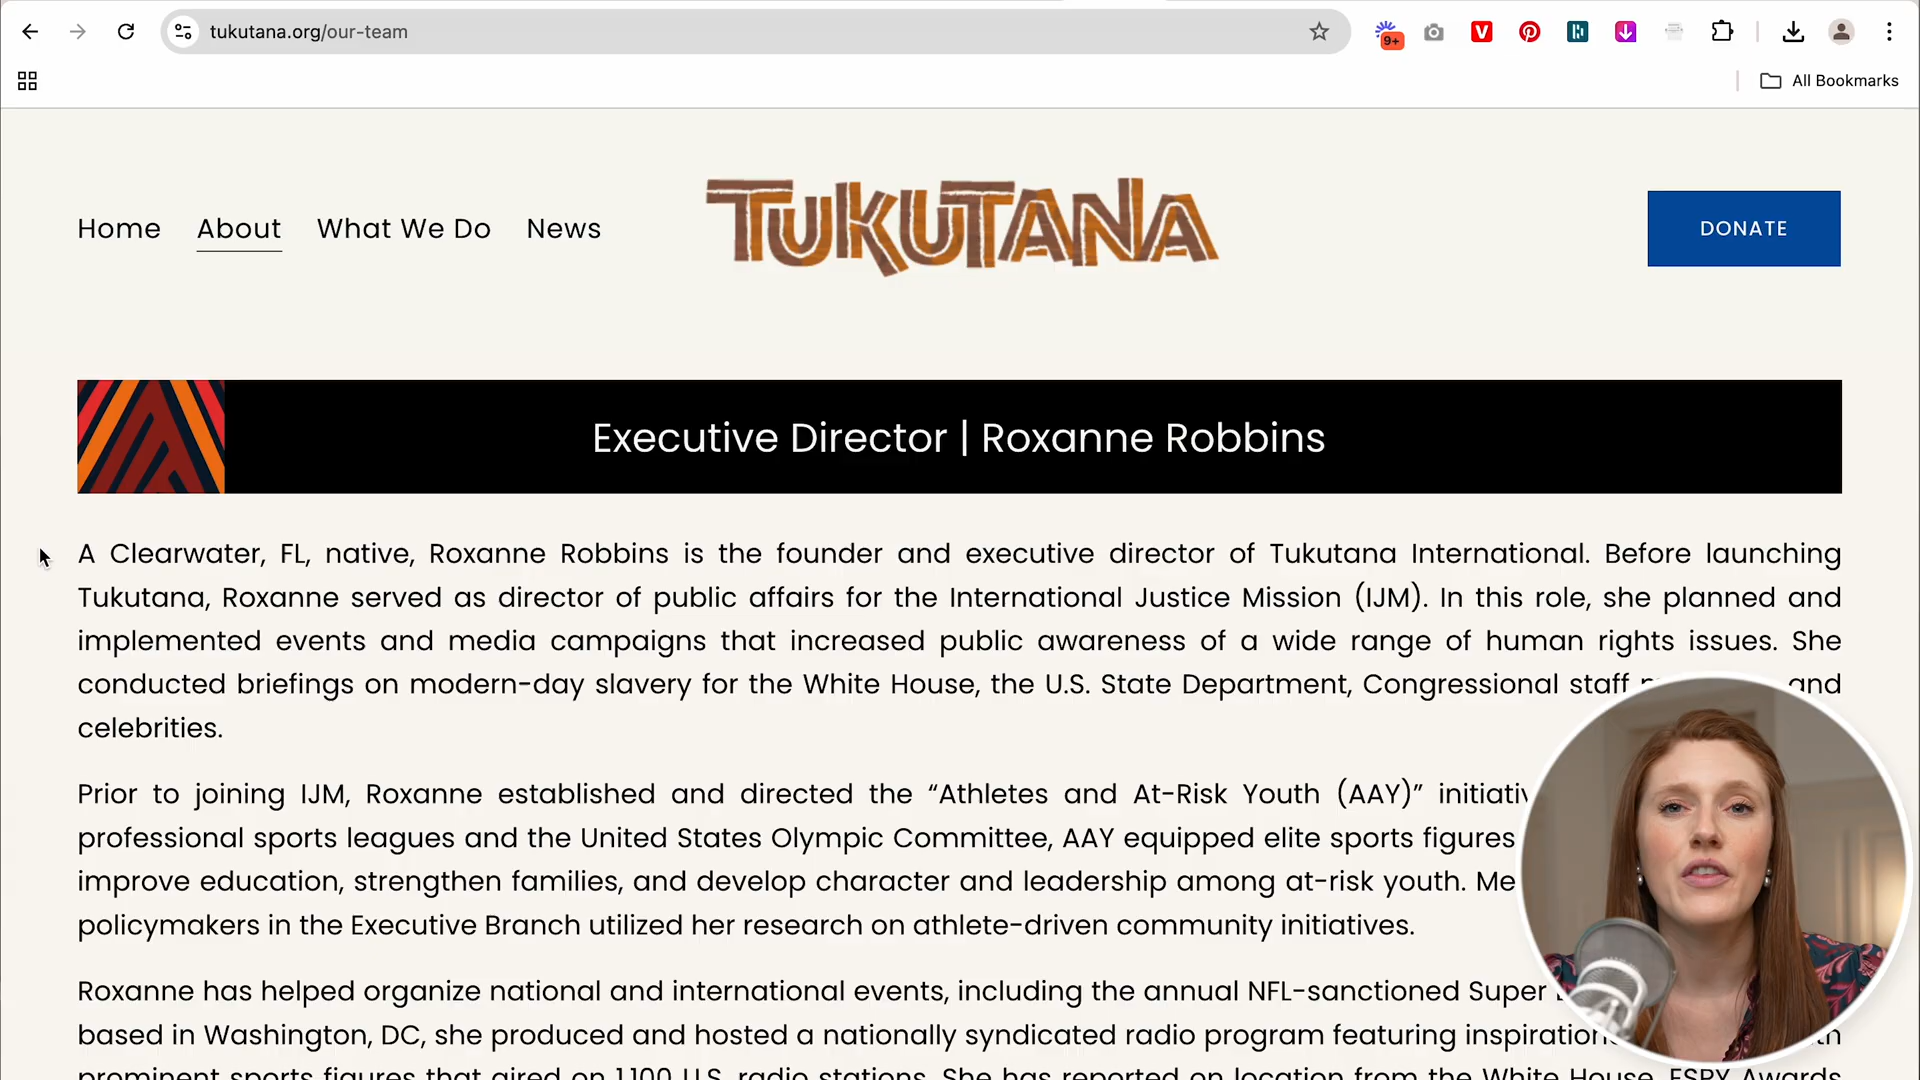 tukutana.org/our-team
9+
All Bookmarks
Home About What We Do News
TUKUTANA
DONATE
Executive Director | Roxanne Robbins
A Clearwater, FL, native, Roxanne Robbins is the founder and executive director of Tukutana International. Before launching
Tukutana, Roxanne served as director of public affairs for the International Justice Mission (IJM). In this role, she planned and
implemented events and media campaigns that increased public awareness of a wide range of human rights issues. She
conducted briefings on modern-day slavery for the White House, the U.S. State Department, Congressional staff and
celebrities.
Prior to joining IJM, Roxanne established and directed the “Athletes and At-Risk Youth (AAY)”
professional sports leagues and the United States Olympic Committee, AAY equipped elite sports figures
improve education, strengthen families, and develop character and leadership among at-risk youth.
policymakers in the Executive Branch utilized her research on athlete-driven community initiatives.
Roxanne has helped organize national and international events, including the annual NFL-sanctioned Super
based in Washington, DC, she produced and hosted a nationally syndicated radio program featuring
prominent sports figures that aired on 1,100 U.S. radio stations. She has reported on location from the White House, ESPY Awards